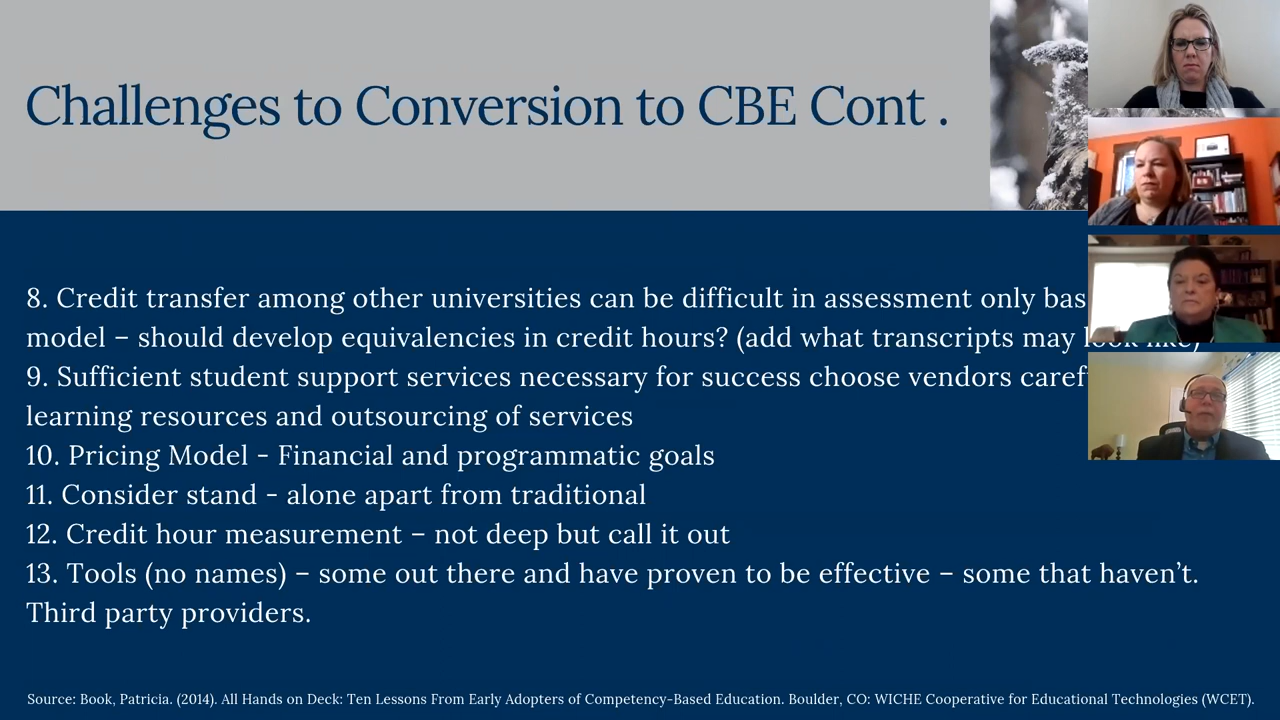 Challenges to Conversion to CBE Cont .
8. Credit transfer among other universities can be difficult in assessment only
model – should develop equivalencies in credit hours? (add what transcripts may look like)
9. Sufficient student support services necessary for success choose vendors
learning resources and outsourcing of services
10. Pricing Model - Financial and programmatic goals
11. Consider stand - alone apart from traditional
12. Credit hour measurement – not deep but call it out
13. Tools (no names) – some out there and have proven to be effective – some that haven’t.
Third party providers.
Source: Book, Patricia. (2014). All Hands on Deck: Ten Lessons From Early Adopters of Competency-Based Education. Boulder, CO: WICHE Cooperative for Educational Technologies (WCET).